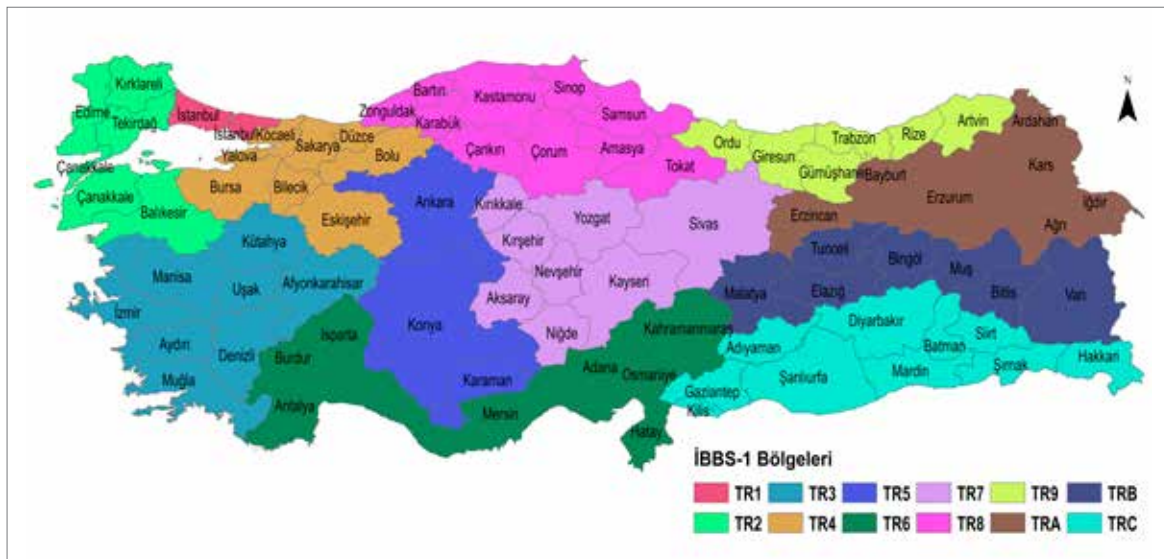 Kırklareli
Edirne
Tekirdağ
İstanbul
İstanbul
Kocaeli
Yalova
Sakarya
Düzce
Bolu
Zonguldak
Bartın
Karabük
Kastamonu
Sinop
Samsun
Çankırı
Çorum
Amasya
Tokat
Ordu
Giresun
Trabzon
Gümüşhane
Rize
Artvin
Bayburt
Ardahan
Kars
Erzurum
Iğdır
Ağrı
Erzincan
N
Çanakkale
Çanakkale
Balıkesir
Bursa
Bilecik
Eskişehir
Ankara
Kırıkkale
Yozgat
Sivas
Kırşehir
Nevşehir
Kayseri
Aksaray
Niğde
Tunceli
Bingöl
Muş
Malatya
Elazığ
Bitlis
Van
Kütahya
Manisa
Uşak
Afyonkarahisar
İzmir
Aydın
Denizli
Muğla
Isparta
Burdur
Antalya
Konya
Karaman
Mersin
Adana
Osmaniye
Kahramanmaraş
Hatay
Adıyaman
Diyarbakır
Siirt
Batman
Gaziantep
Kilis
Şanlıurfa
Mardin
Şırnak
Hakkari
İBBS-1 Bölgeleri
TR1 TR3 TR5 TR7 TR9 TRB
TR2 TR4 TR6 TR8 TRA TRC